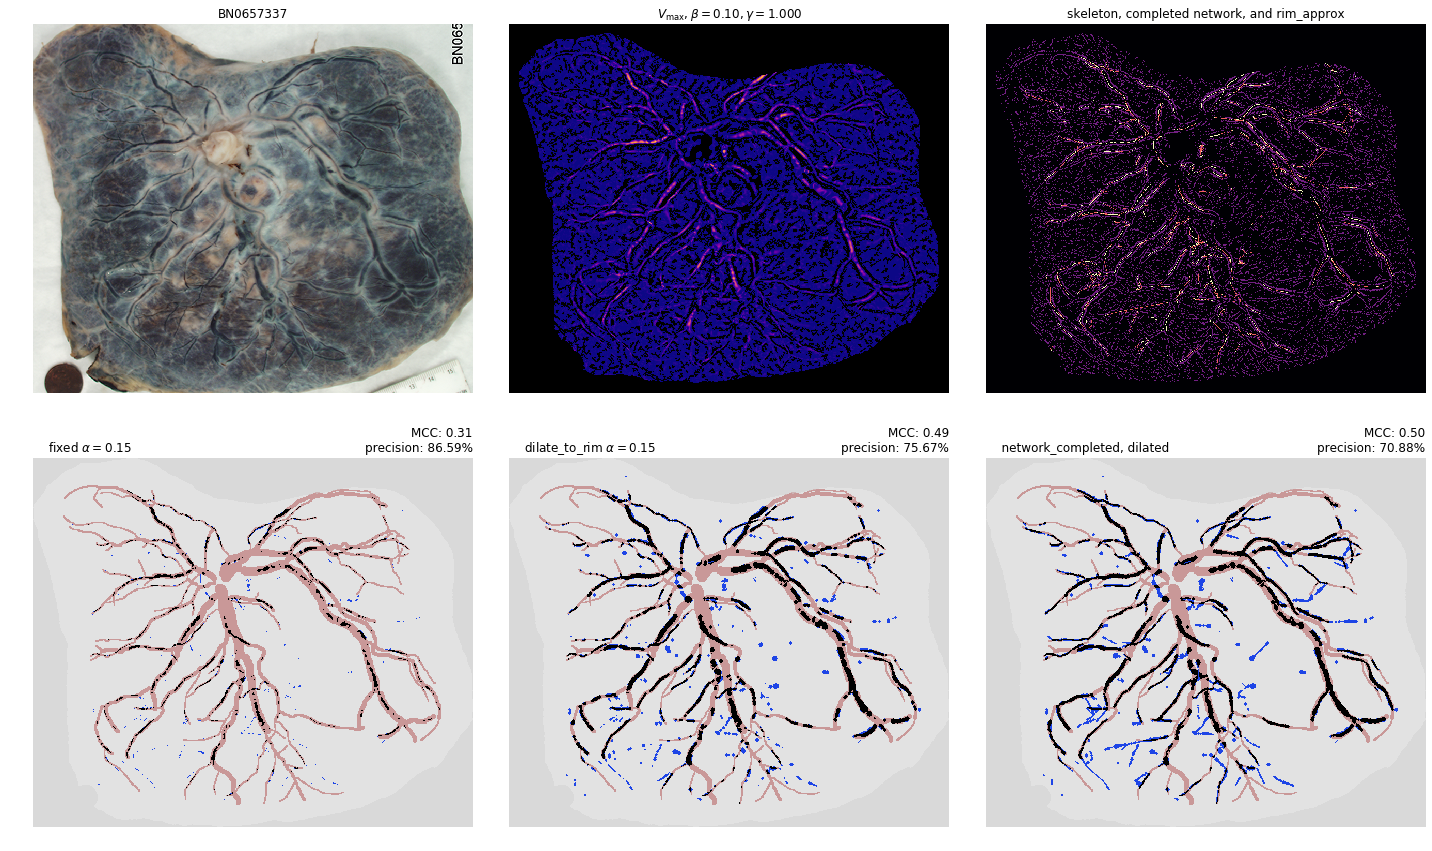 BN0657337
V_max, β = 0.10, γ = 1.000
skeleton, completed network, and rim_approx
BN065
MCC: 0.31
fixed α = 0.15
precision: 86.59%
MCC: 0.49
dilate_to_rim α = 0.15
precision: 75.67%
MCC: 0.50
network_completed, dilated
precision: 70.88%